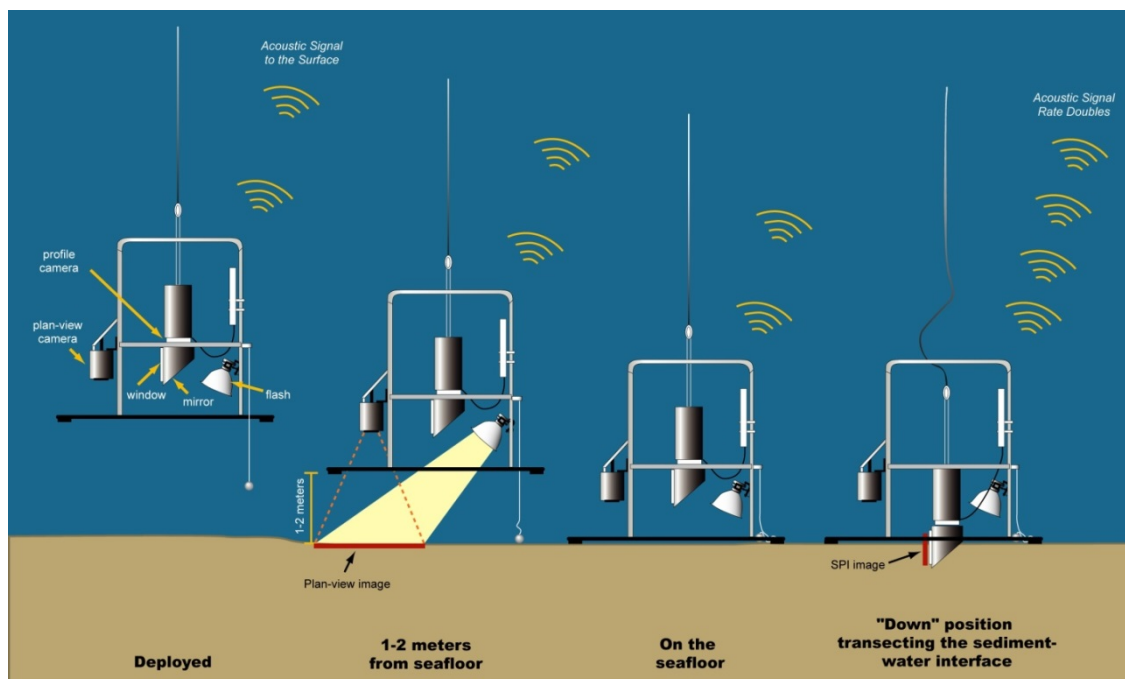 Acoustic Signal
to the Surface
Acoustic Signal
Rate Doubles
profile
camera
plan-view
camera
window
mirror
flash
1-2 meters
Plan-view image
SPI image
Deployed
1-2 meters
from seafloor
On the
seafloor
"Down" position
transecting the sediment-
water interface